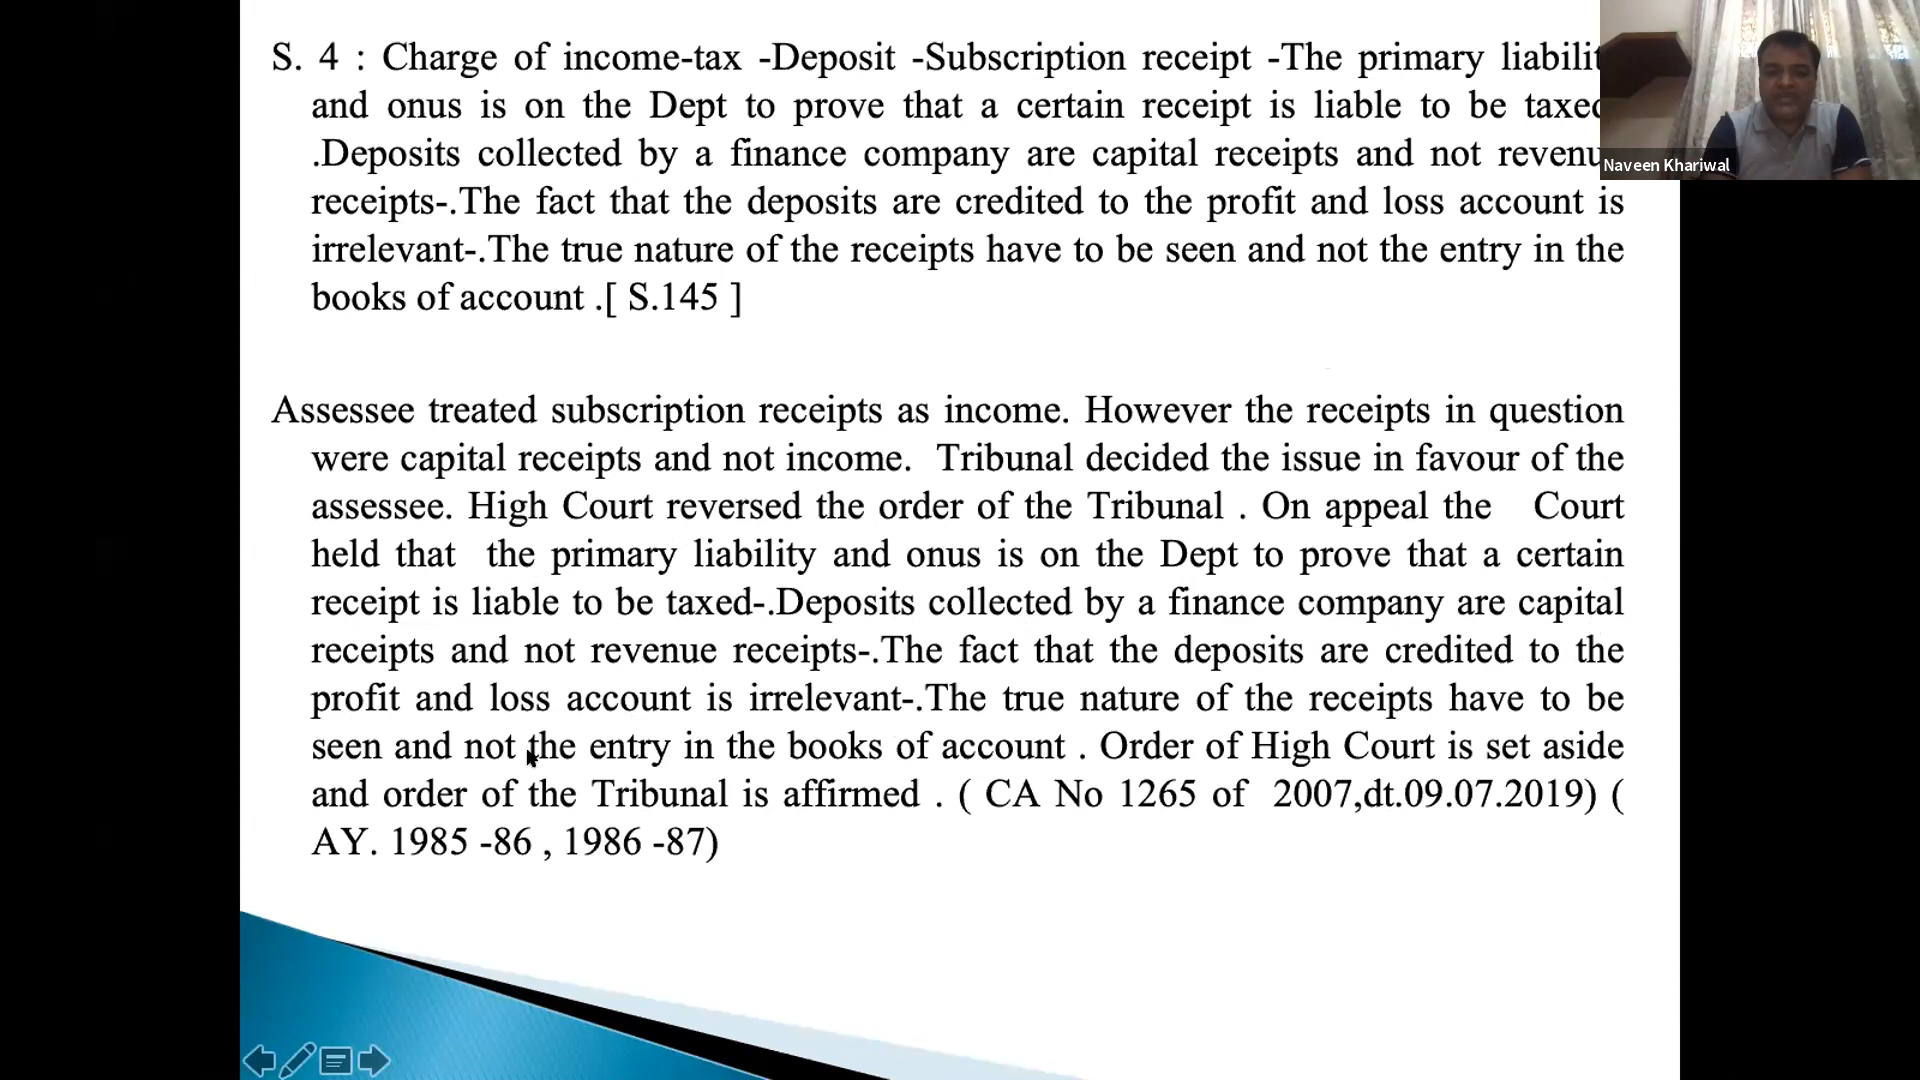 S. 4 : Charge of income-tax -Deposit -Subscription receipt -The primary
and onus is on the Dept to prove that a certain receipt is liable to be
.Deposits collected by a finance company are capital receipts and not
receipts-.The fact that the deposits are credited to the profit and loss account is
irrelevant-.The true nature of the receipts have to be seen and not the entry in the
books of account .[ S.145 ]
Assessee treated subscription receipts as income. However the receipts in question
were capital receipts and not income. Tribunal decided the issue in favour of the
assessee. High Court reversed the order of the Tribunal . On appeal the Court
held that the primary liability and onus is on the Dept to prove that a certain
receipt is liable to be taxed-.Deposits collected by a finance company are capital
receipts and not revenue receipts-.The fact that the deposits are credited to the
profit and loss account is irrelevant-.The true nature of the receipts have to be
seen and not the entry in the books of account . Order of High Court is set aside
and order of the Tribunal is affirmed . ( CA No 1265 of 2007,dt.09.07.2019) (
AY. 1985 -86 , 1986 -87)
Naveen Khariwal